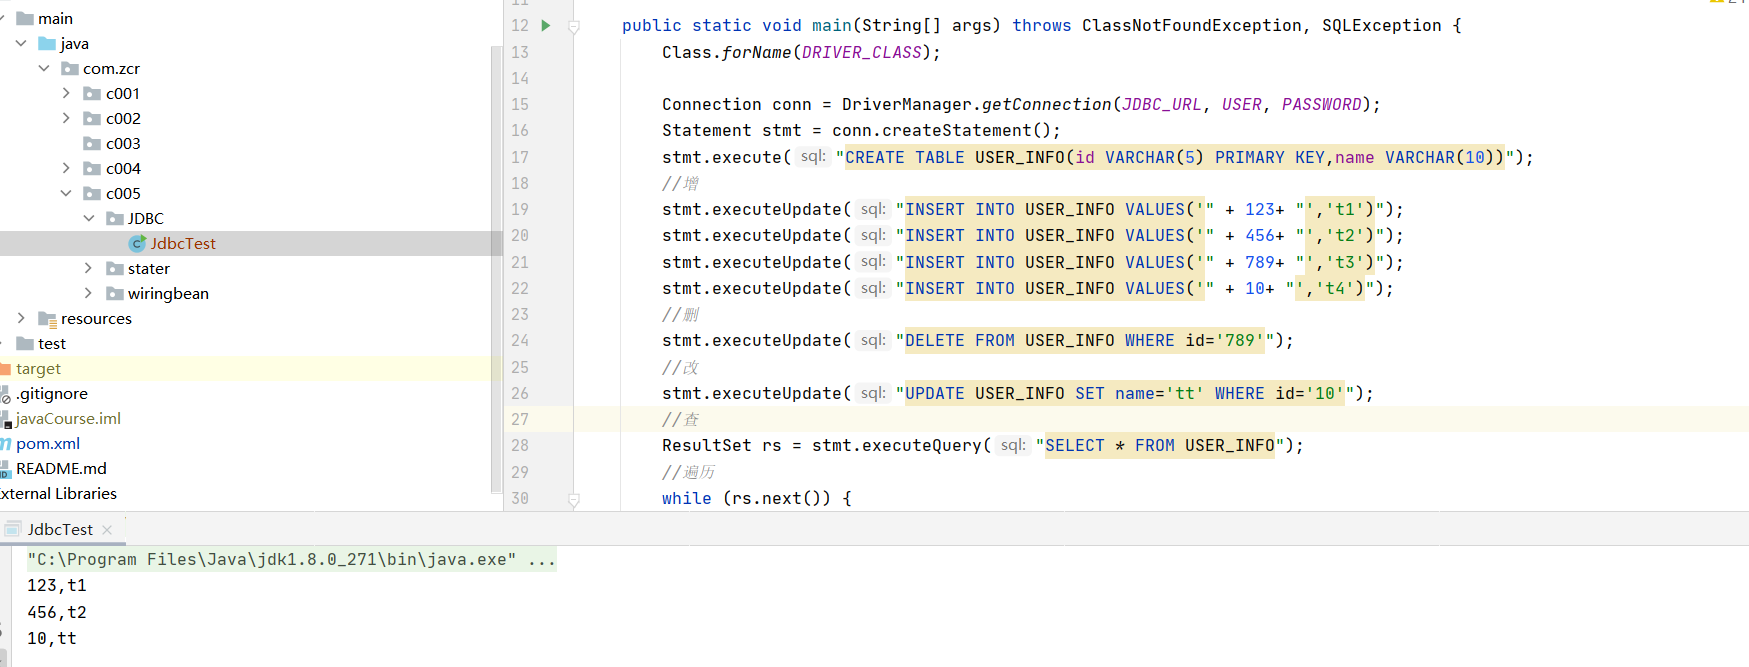 main
java
com.zcr
c001
c002
c003
c004
c005
JDBC
JdbcTest
stater
wiringbean
resources
test
target
.gitignore
javaCourse.iml
pom.xml
README.md
External Libraries
12 public static void main(String[] args) throws ClassNotFoundException, SQLException {
13 Class.forName(DRIVER_CLASS);
14
15 Connection conn = DriverManager.getConnection(JDBC_URL, USER, PASSWORD);
16 Statement stmt = conn.createStatement();
17 stmt.execute( sql: "CREATE TABLE USER_INFO(id VARCHAR(5) PRIMARY KEY,name VARCHAR(10))");
18 //增
19 stmt.executeUpdate( sql: "INSERT INTO USER_INFO VALUES('" + 123+ "','t1')");
20 stmt.executeUpdate( sql: "INSERT INTO USER_INFO VALUES('" + 456+ "','t2')");
21 stmt.executeUpdate( sql: "INSERT INTO USER_INFO VALUES('" + 789+ "','t3')");
22 stmt.executeUpdate( sql: "INSERT INTO USER_INFO VALUES('" + 10+ "','t4')");
23 //删
24 stmt.executeUpdate( sql: "DELETE FROM USER_INFO WHERE id='789'");
25 //改
26 stmt.executeUpdate( sql: "UPDATE USER_INFO SET name='tt' WHERE id='10'");
27 //查
28 ResultSet rs = stmt.executeQuery( sql: "SELECT * FROM USER_INFO");
29 //遍历
30 while (rs.next()) {
JdbcTest ×
"C:\Program Files\Java\jdk1.8.0_271\bin\java.exe" ...
123,t1
456,t2
10,tt